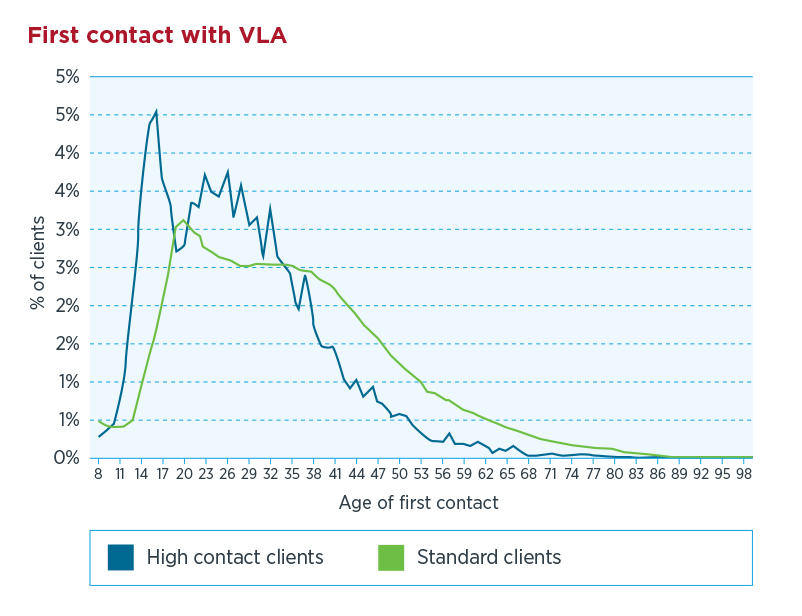 First contact with VLA
5%
5%
4%
4%
3%
3%
2%
2%
1%
1%
0%
% of clients
8 11 14 17 20 23 26 29 32 35 38 41 44 47 50 53 56 59 62 65 68 71 74 77 80 83 86 89 92 95 98
Age of first contact
High contact clients Standard clients